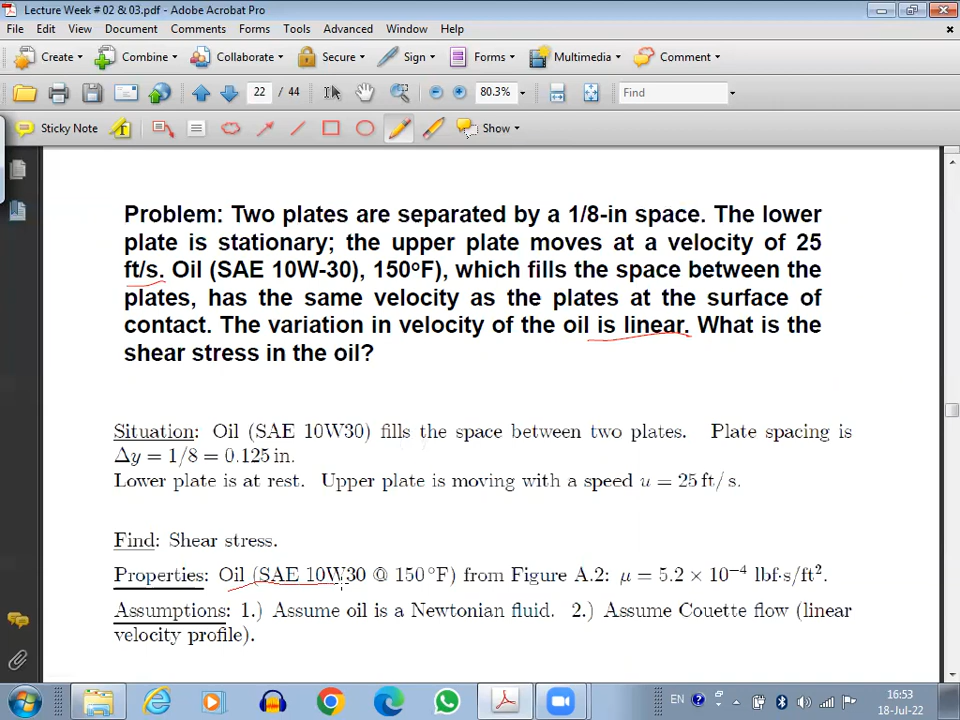 Lecture Week # 02 & 03.pdf - Adobe Acrobat Pro
File Edit View Document Comments Forms Tools Advanced Window Help
Create Combine Collaborate Secure Sign Forms Multimedia Comment
22 / 44 80.3% Find
Sticky Note T Show
Problem: Two plates are separated by a 1/8-in space. The lower
plate is stationary; the upper plate moves at a velocity of 25
ft/s. Oil (SAE 10W-30), 150ºF), which fills the space between the
plates, has the same velocity as the plates at the surface of
contact. The variation in velocity of the oil is linear. What is the
shear stress in the oil?
Situation: Oil (SAE 10W30) fills the space between two plates. Plate spacing is
Δy = 1/8 = 0.125 in.
Lower plate is at rest. Upper plate is moving with a speed u = 25 ft/ s.
Find: Shear stress.
Properties: Oil (SAE 10W30 @ 150 °F) from Figure A.2: μ = 5.2 × 10⁻⁴ lbf·s/ft².
Assumptions: 1.) Assume oil is a Newtonian fluid. 2.) Assume Couette flow (linear
velocity profile).
EN 16:53
18-Jul-22